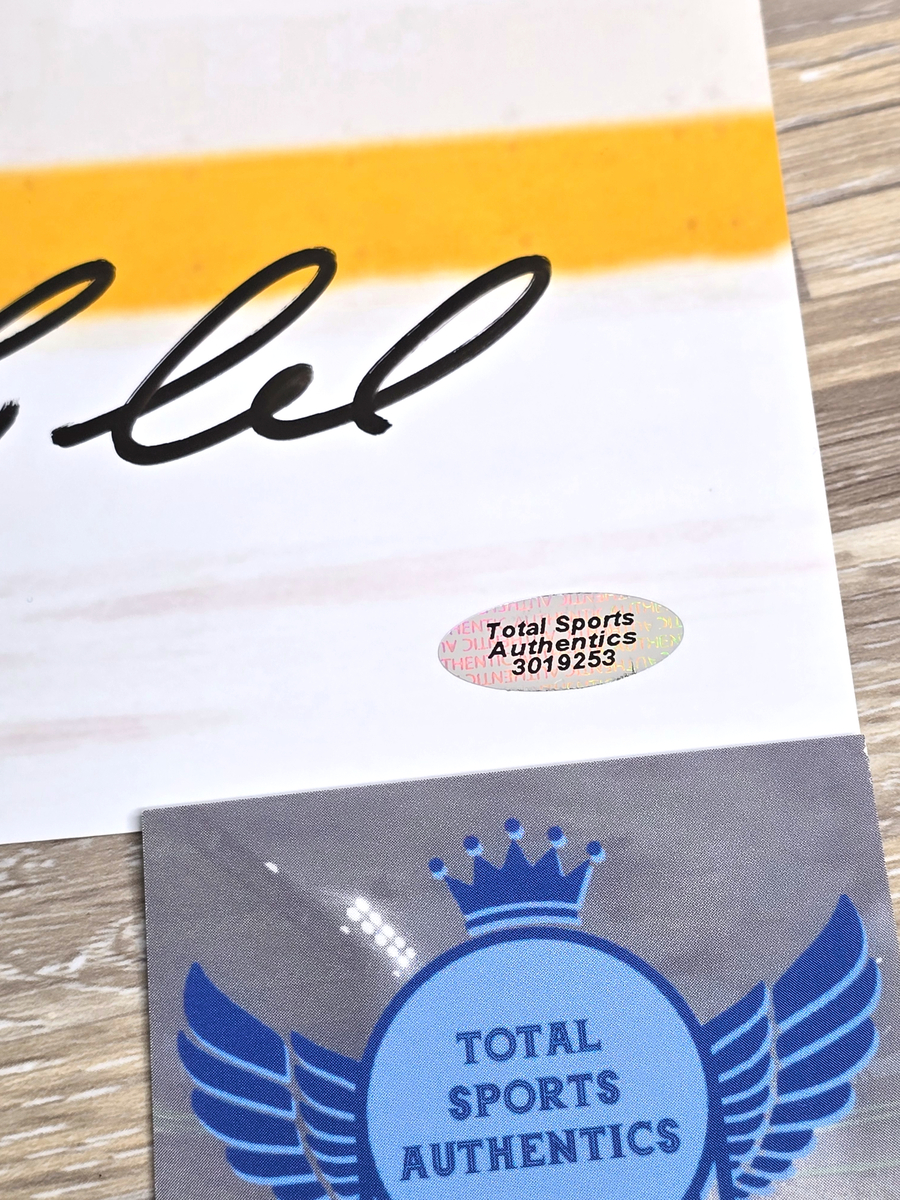 Total Sports
Authentics
3019253
TOTAL
SPORTS
AUTHENTICS